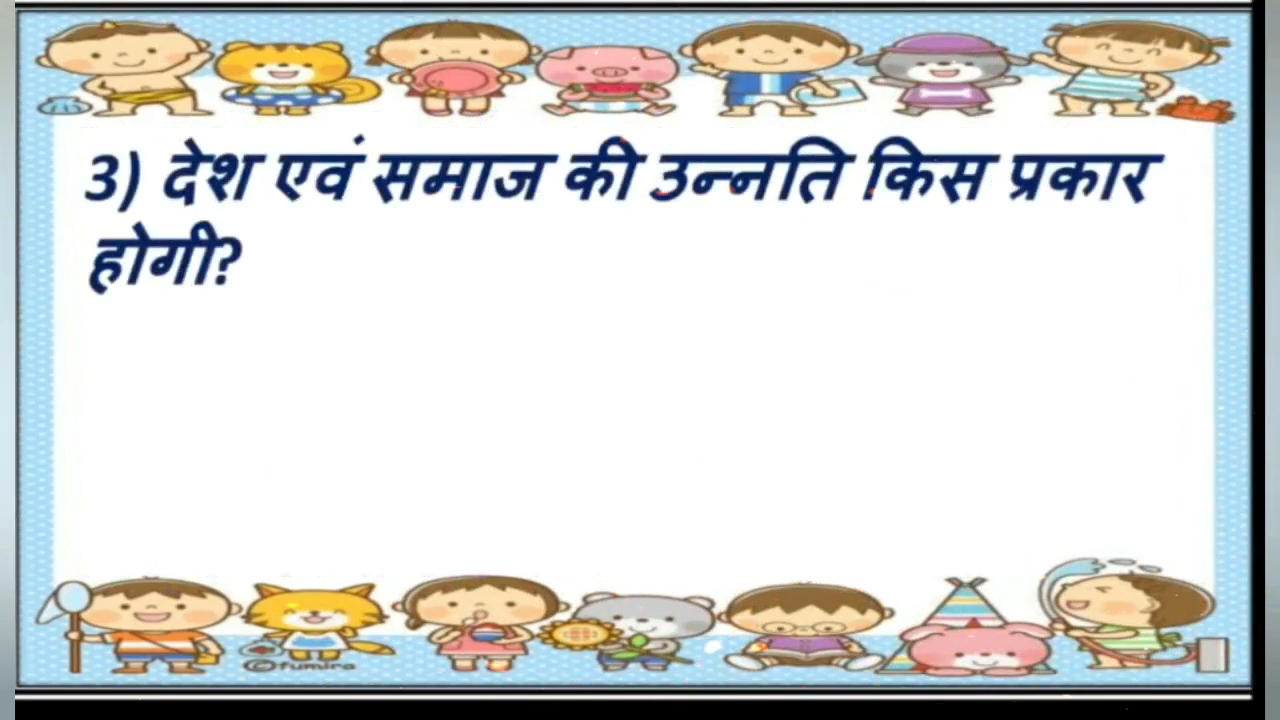 3) देश एवं समाज की उन्नति किस प्रकार
होगी?
©fumira